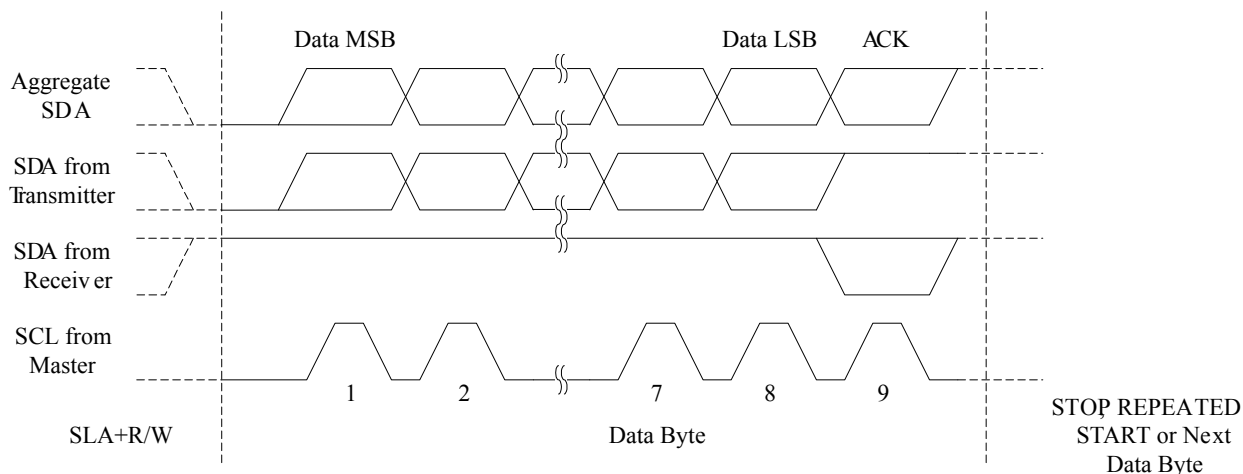 Data MSB
Data LSB
ACK
Aggregate
SDA
SDA from
Transmitter
SDA from
Receiver
SCL from
Master
1
2
7
8
9
SLA+R/W
Data Byte
STOP, REPEATED
START or Next
Data Byte